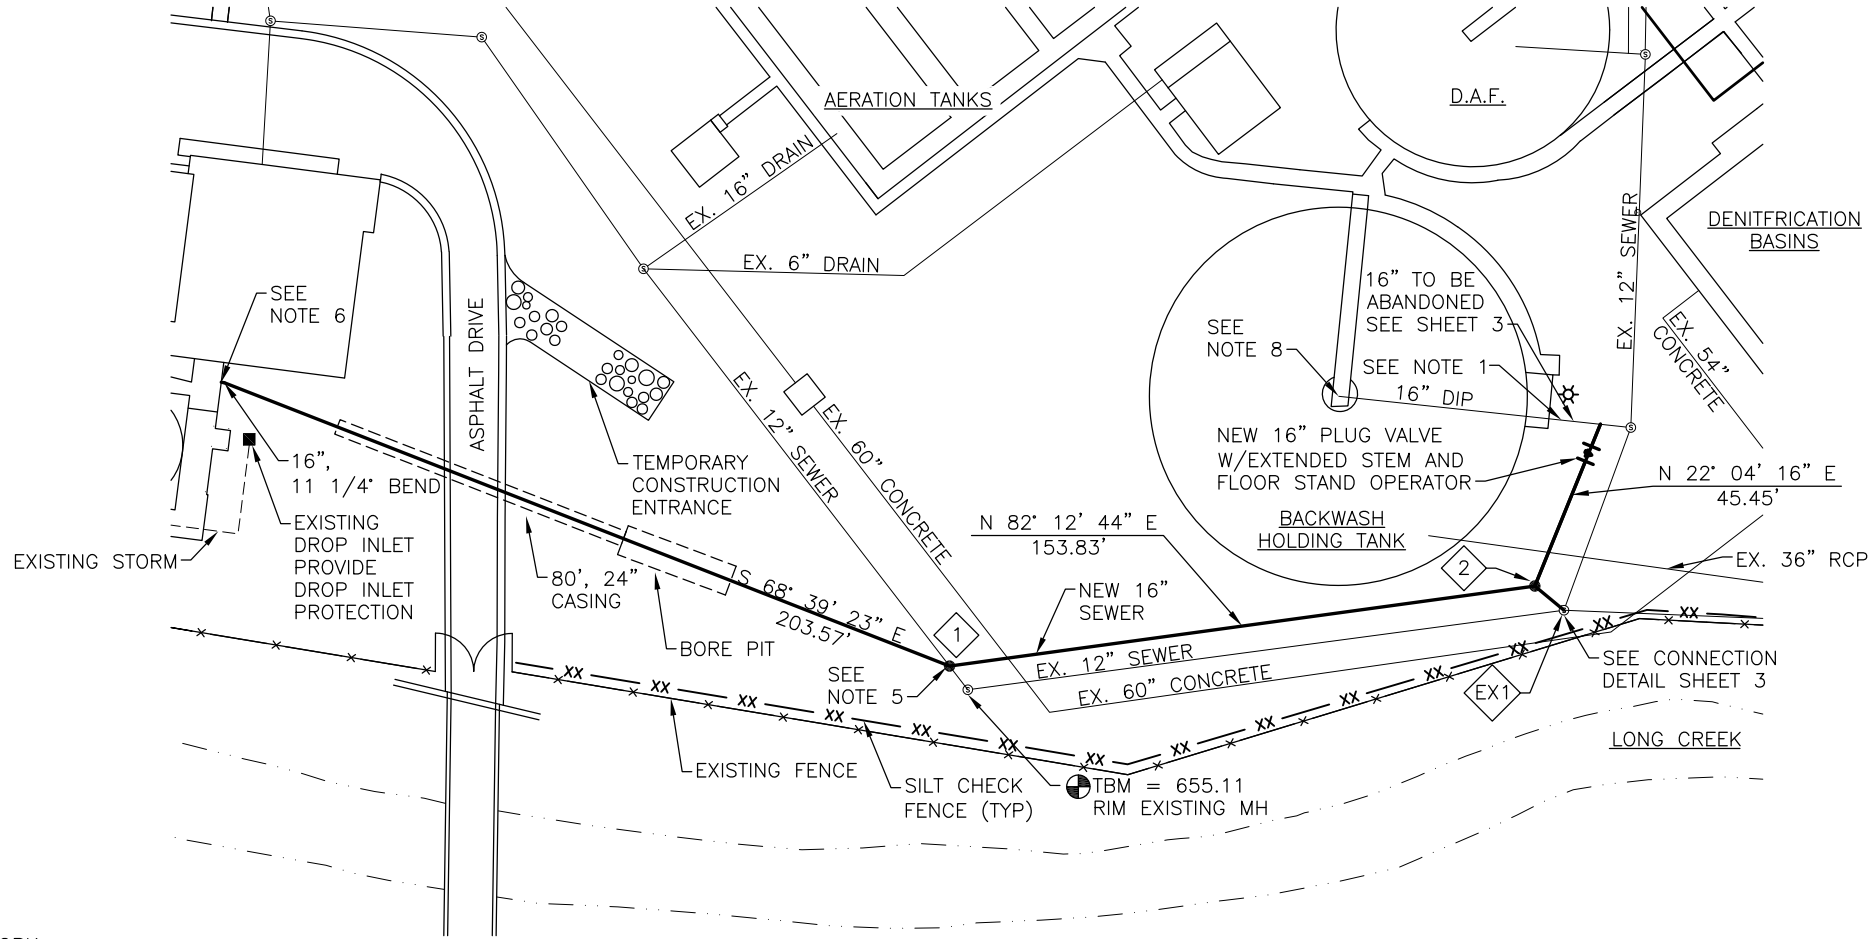 AERATION TANKS
D.A.F.
EX. 16" DRAIN
EX. 6" DRAIN
EX. 12" SEWER
DENITFRICATION
BASINS
SEE
NOTE 6
ASPHALT DRIVE
16" TO BE
ABANDONED
SEE SHEET 3
SEE
NOTE 8
SEE NOTE 1
16" DIP
EX. 54"
CONCRETE
EX. 12" SEWER
EX. 60" CONCRETE
NEW 16" PLUG VALVE
W/EXTENDED STEM AND
FLOOR STAND OPERATOR
BACKWASH
HOLDING TANK
N 22° 04' 16" E
45.45'
16",
11 1/4° BEND
TEMPORARY
CONSTRUCTION
ENTRANCE
EXISTING
DROP INLET
PROVIDE
DROP INLET
PROTECTION
EXISTING STORM
80', 24"
CASING
BORE PIT
S 68° 39' 23" E
203.57'
N 82° 12' 44" E
153.83'
NEW 16"
SEWER
1
2
EX. 36" RCP
EX. 12" SEWER
EX. 60" CONCRETE
SEE
NOTE 5
EX1
SEE CONNECTION
DETAIL SHEET 3
LONG CREEK
EXISTING FENCE
SILT CHECK
FENCE (TYP)
TBM = 655.11
RIM EXISTING MH